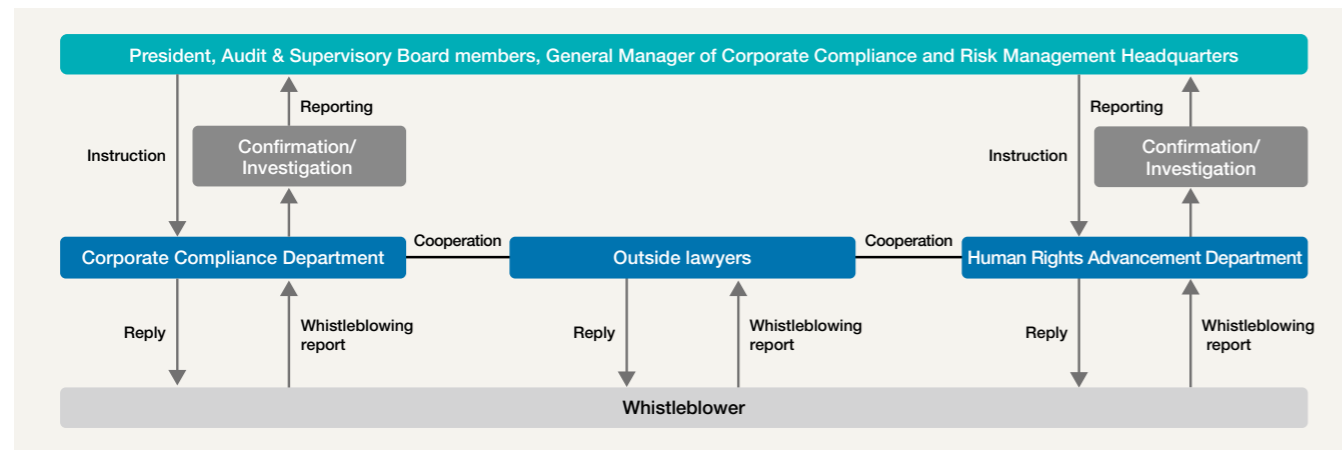 President, Audit & Supervisory Board members, General Manager of Corporate Compliance and Risk Management Headquarters
Reporting
Reporting
Confirmation/
Investigation
Confirmation/
Investigation
Instruction
Instruction
Cooperation
Cooperation
Corporate Compliance Department
Outside lawyers
Human Rights Advancement Department
Reply
Whistleblowing
report
Reply
Whistleblowing
report
Reply
Whistleblowing
report
Whistleblower